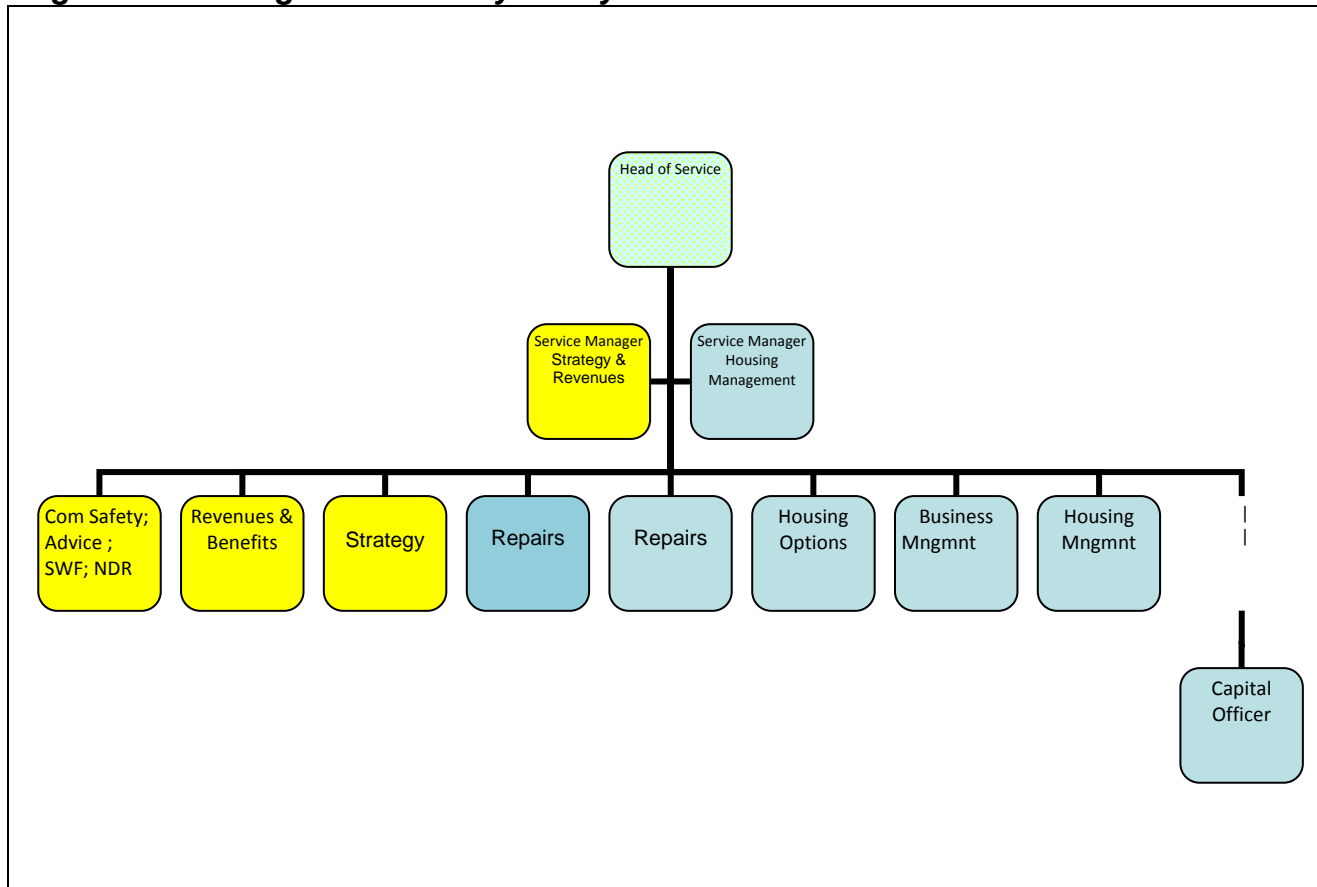 Head of Service
Service Manager
Strategy &
Revenues
Service Manager
Housing
Management
Com Safety;
Advice ;
SWF; NDR
Revenues &
Benefits
Strategy
Repairs
Repairs
Housing
Options
Business
Mngmnt
Housing
Mngmnt
Capital
Officer